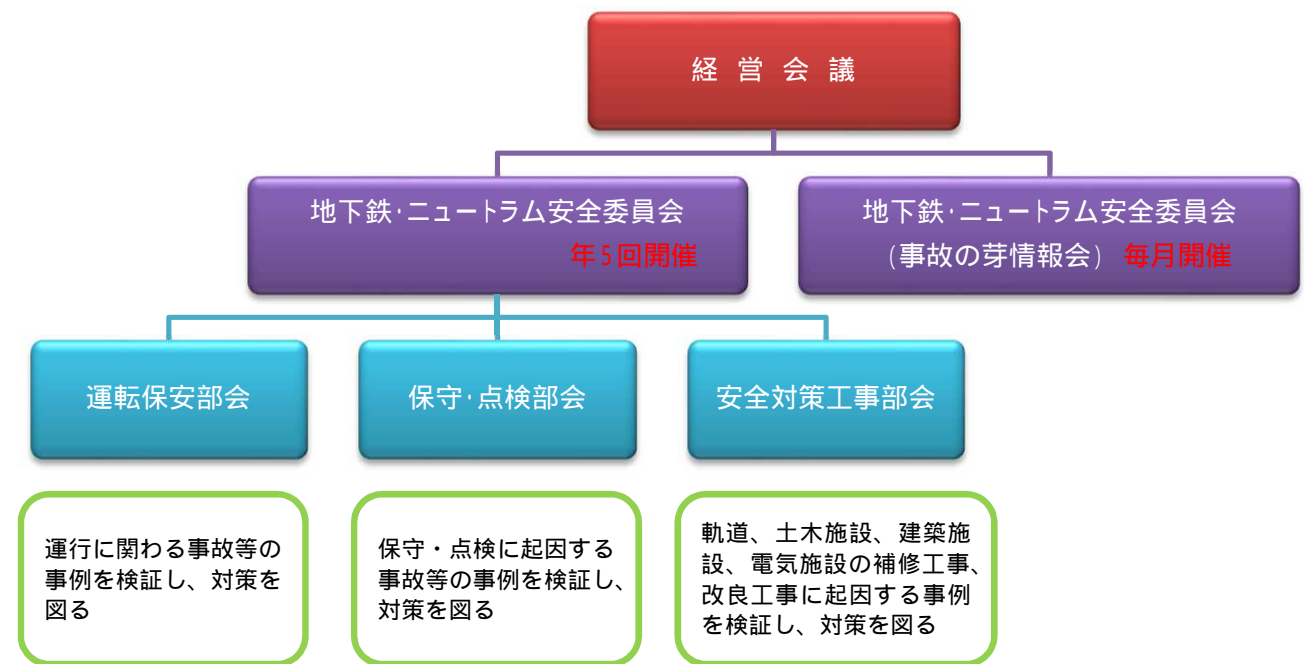 経 営 会 議
地下鉄・ニュートラム安全委員会
年5回開催
地下鉄・ニュートラム安全委員会
(事故の芽情報会) 毎月開催
運転保安部会
保守・点検部会
安全対策工事部会
運行に関わる事故等の
事例を検証し、対策を
図る
保守・点検に起因する
事故等の事例を検証し、
対策を図る
軌道、土木施設、建築施
設、電気施設の補修工事、
改良工事に起因する事例
を検証し、対策を図る